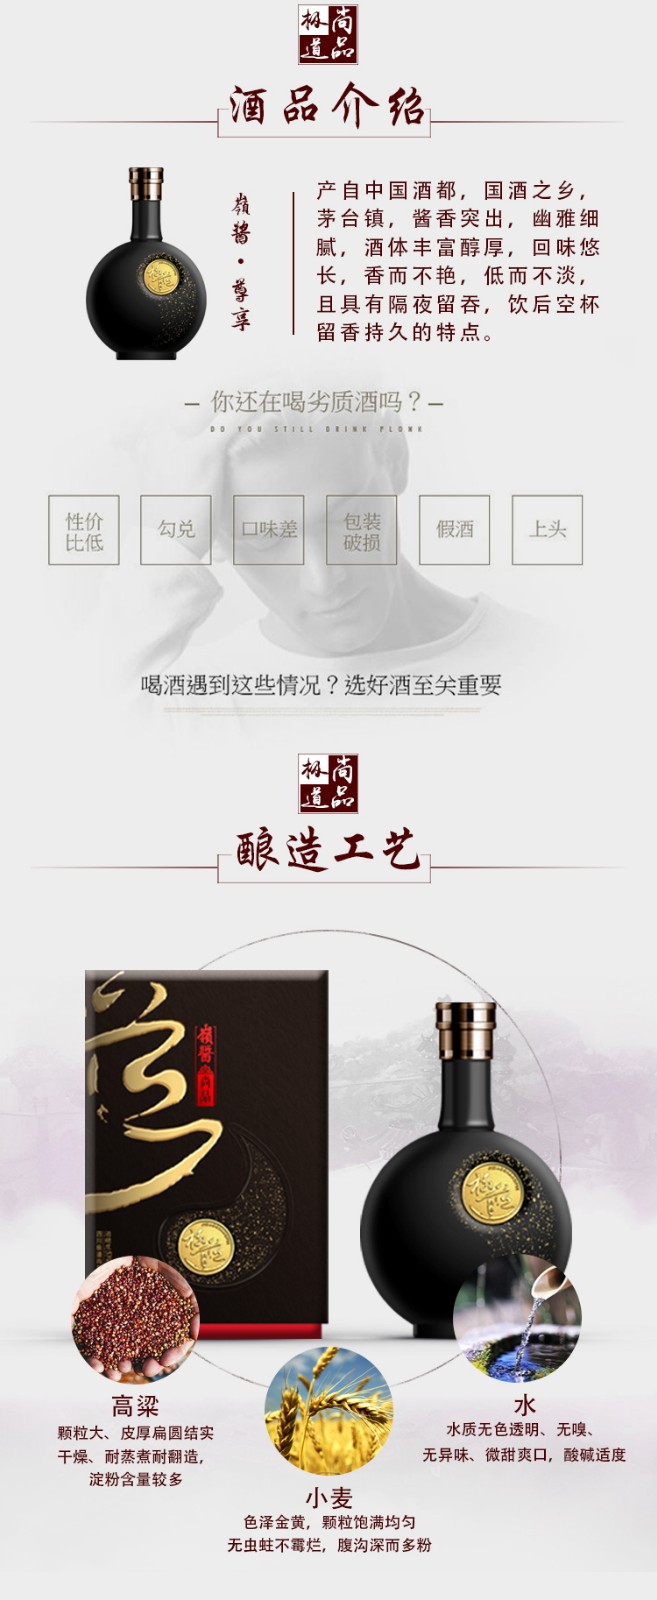 极尚
道品
酒品介绍
嶺醬·尊享
产自中国酒都，国酒之乡，
茅台镇，酱香突出，幽雅细
腻，酒体丰富醇厚，回味悠
长，香而不艳，低而不淡，
且具有隔夜留吞，饮后空杯
留香持久的特点。
你还在喝劣质酒吗？
DO YOU STILL DRINK PLONK
性价
比低
勾兑
口味差
包装
破损
假酒
上头
喝酒遇到这些情况？选好酒至关重要
极尚
道品
酿造工艺
嶺醬
尚品
高粱
颗粒大、皮厚扁圆结实
干燥、耐蒸煮耐翻造，
淀粉含量较多
小麦
色泽金黄，颗粒饱满均匀
无虫蛀不霉烂，腹沟深而多粉
水
水质无色透明、无嗅、
无异味、微甜爽口，酸碱适度